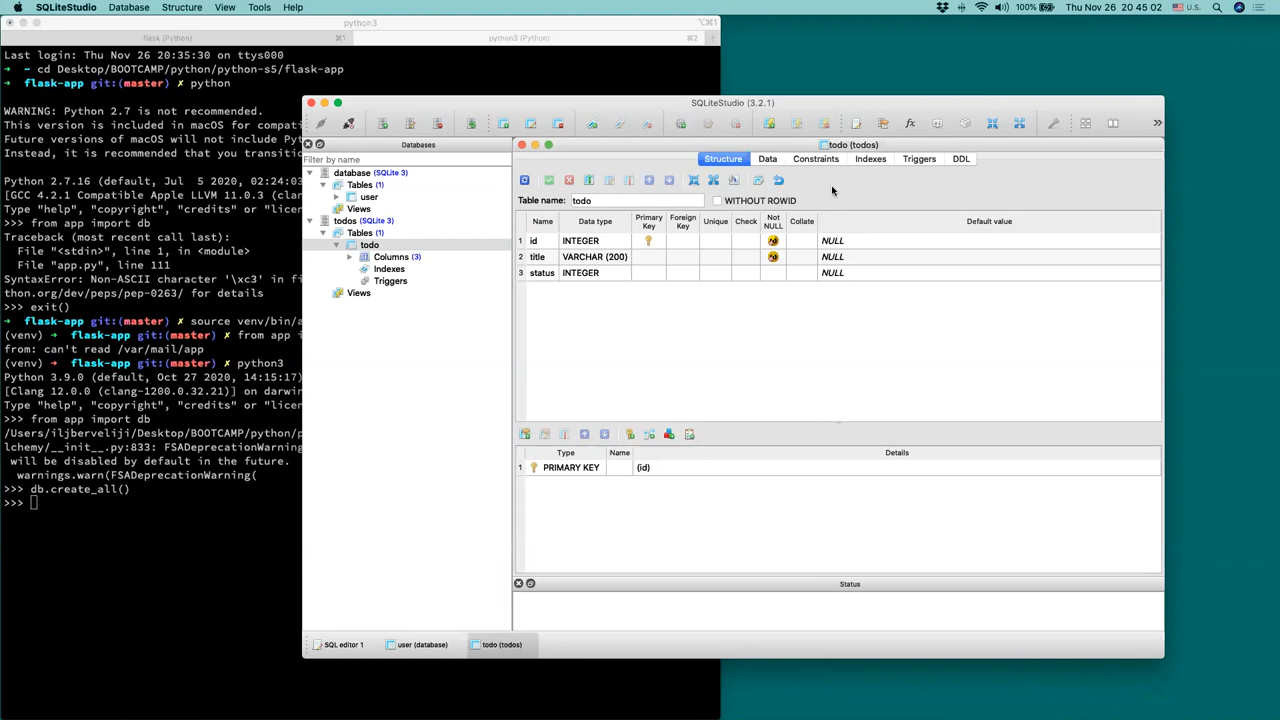 SQLiteStudio Database Structure View Tools Help
100% Thu Nov 26 20:45 02 U.S.
python3
⌥⌘1
flask (Python) ⌘1 python3 (Python) ⌘2
Last login: Thu Nov 26 20:35:30 on ttys000
➜ ~ cd Desktop/BOOTCAMP/python/python-s5/flask-app
➜ flask-app git:(master) ✗ python
WARNING: Python 2.7 is not recommended.
This version is included in macOS for compat
Future versions of macOS will not include Py
Instead, it is recommended that you transiti
Python 2.7.16 (default, Jul 5 2020, 02:24:03
[GCC 4.2.1 Compatible Apple LLVM 11.0.3 (cl
Type "help", "copyright", "credits" or "lice
>>> from app import db
Traceback (most recent call last):
File "<stdin>", line 1, in <module>
File "app.py", line 111
SyntaxError: Non-ASCII character '\xc3' in fi
thon.org/dev/peps/pep-0263/ for details
>>> exit()
➜ flask-app git:(master) ✗ source venv/bin/a
(venv) ➜ flask-app git:(master) ✗ from app i
from: can't read /var/mail/app
(venv) ➜ flask-app git:(master) ✗ python3
Python 3.9.0 (default, Oct 27 2020, 14:15:17)
[Clang 12.0.0 (clang-1200.0.32.21)] on darwi
Type "help", "copyright", "credits" or "licen
>>> from app import db
/Users/iljberveliji/Desktop/BOOTCAMP/python/p
lchemy/__init__.py:833: FSADeprecationWarning
will be disabled by default in the future.
warnings.warn(FSADeprecationWarning(
>>> db.create_all()
>>>
SQLiteStudio (3.2.1)
Databases
Filter by name
database (SQLite 3)
Tables (1)
user
Views
todos (SQLite 3)
Tables (1)
todo
Columns (3)
Indexes
Triggers
Views
todo (todos)
Structure Data Constraints Indexes Triggers DDL
Table name: todo WITHOUT ROWID
Name Data type Primary Key Foreign Key Unique Check Not NULL Collate Default value
1 id INTEGER NULL
2 title VARCHAR (200) NULL
3 status INTEGER NULL
Type Name Details
1 PRIMARY KEY (id)
Status
SQL editor 1 user (database) todo (todos)